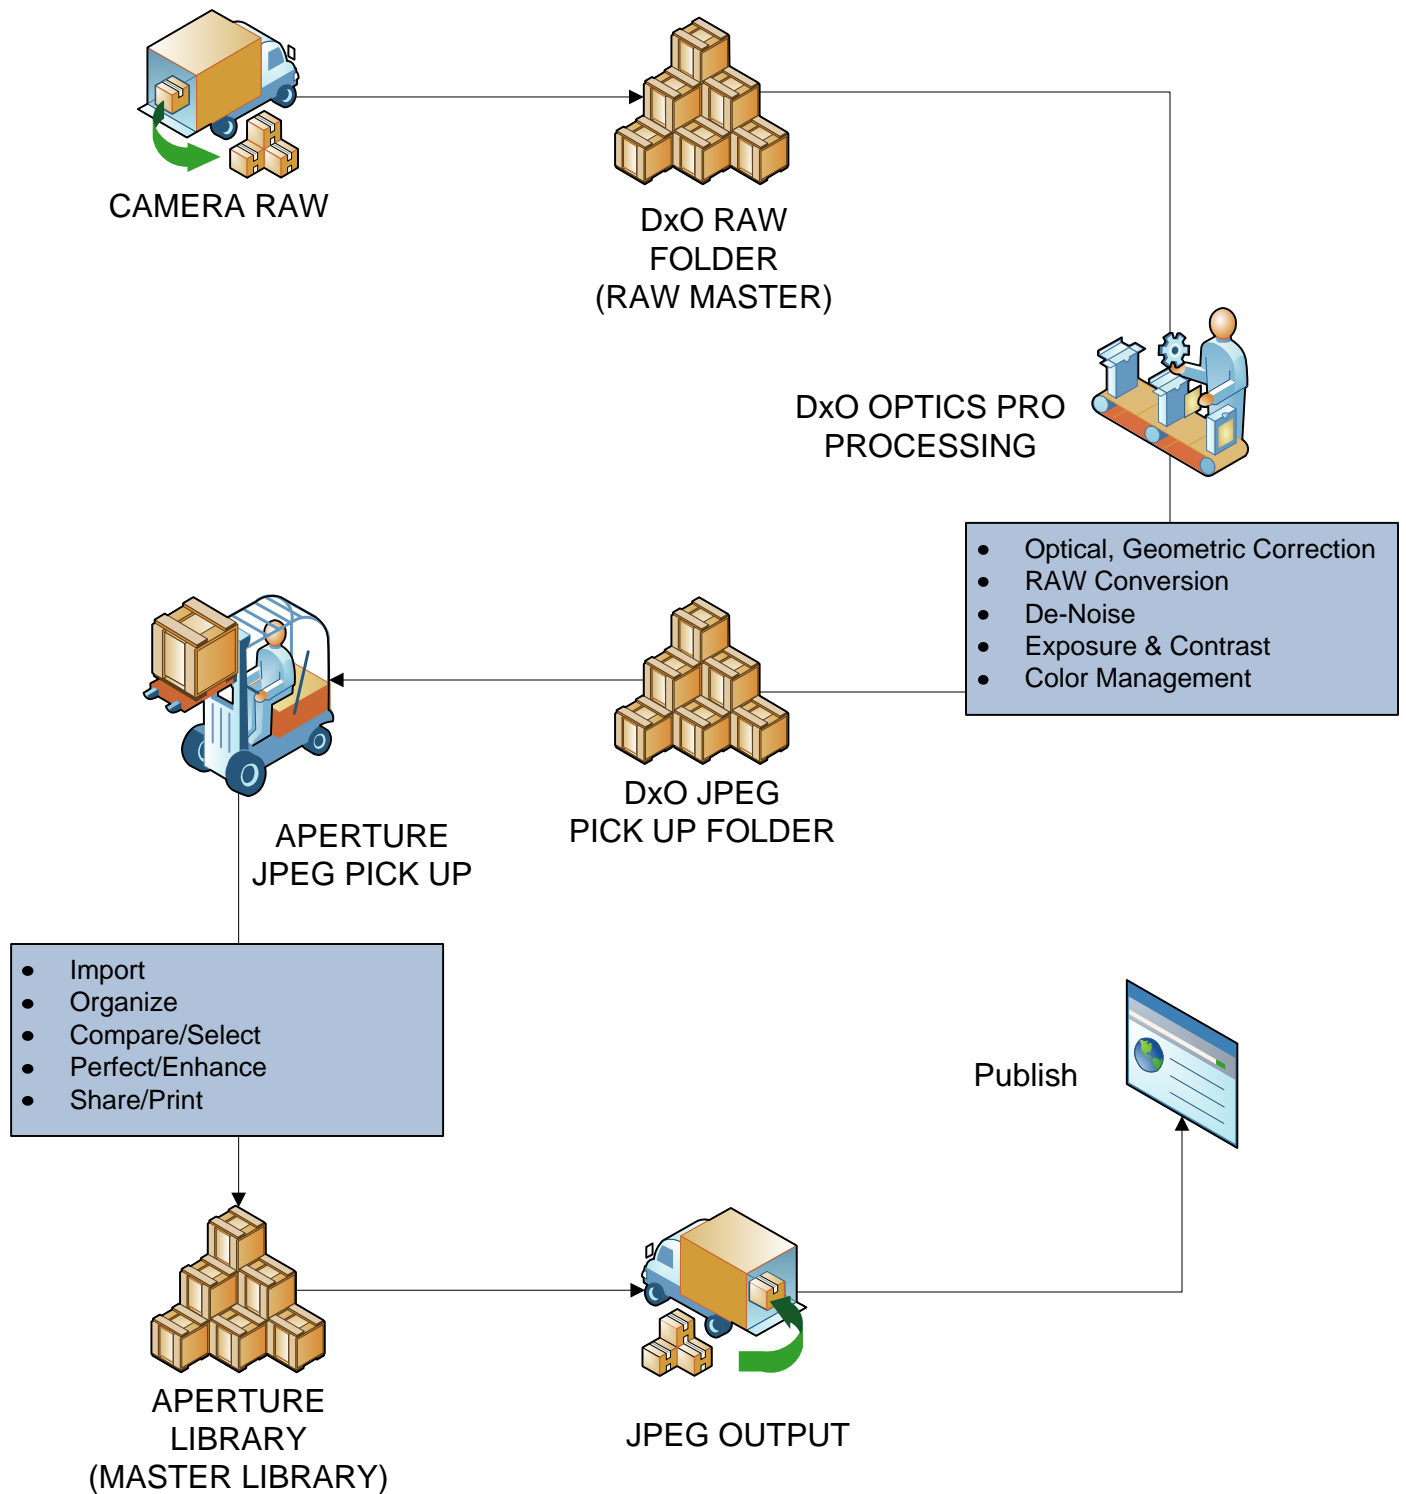 CAMERA RAW
DxO RAW
FOLDER
(RAW MASTER)
DxO OPTICS PRO
PROCESSING
• Optical, Geometric Correction
• RAW Conversion
• De-Noise
• Exposure & Contrast
• Color Management
DxO JPEG
PICK UP FOLDER
APERTURE
JPEG PICK UP
• Import
• Organize
• Compare/Select
• Perfect/Enhance
• Share/Print
APERTURE
LIBRARY
(MASTER LIBRARY)
JPEG OUTPUT
Publish